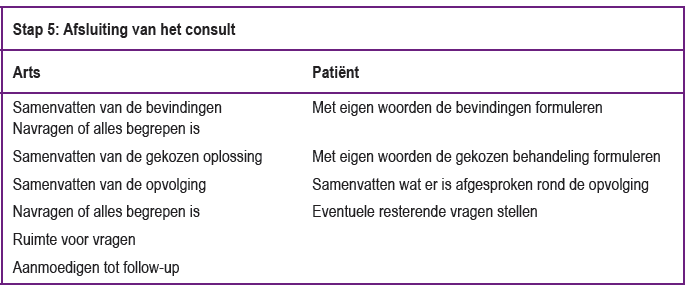 Stap 5: Afsluiting van het consult
Arts Patiënt
Samenvatten van de bevindingen Met eigen woorden de bevindingen formuleren
Navragen of alles begrepen is
Samenvatten van de gekozen oplossing Met eigen woorden de gekozen behandeling formuleren
Samenvatten van de opvolging Samenvatten wat er is afgesproken rond de opvolging
Navragen of alles begrepen is Eventuele resterende vragen stellen
Ruimte voor vragen
Aanmoedigen tot follow-up